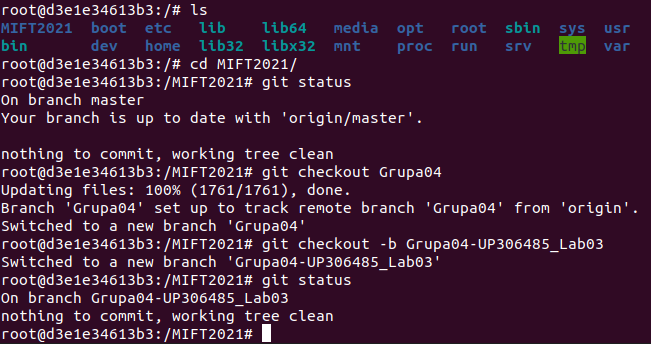 root@d3e1e34613b3:/# ls
MIFT2021 boot etc lib lib64 media opt root sbin sys usr
bin dev home lib32 libx32 mnt proc run srv tmp var
root@d3e1e34613b3:/# cd MIFT2021/
root@d3e1e34613b3:/MIFT2021# git status
On branch master
Your branch is up to date with 'origin/master'.
nothing to commit, working tree clean
root@d3e1e34613b3:/MIFT2021# git checkout Grupa04
Updating files: 100% (1761/1761), done.
Branch 'Grupa04' set up to track remote branch 'Grupa04' from 'origin'.
Switched to a new branch 'Grupa04'
root@d3e1e34613b3:/MIFT2021# git checkout -b Grupa04-UP306485_Lab03
Switched to a new branch 'Grupa04-UP306485_Lab03'
root@d3e1e34613b3:/MIFT2021# git status
On branch Grupa04-UP306485_Lab03
nothing to commit, working tree clean
root@d3e1e34613b3:/MIFT2021#